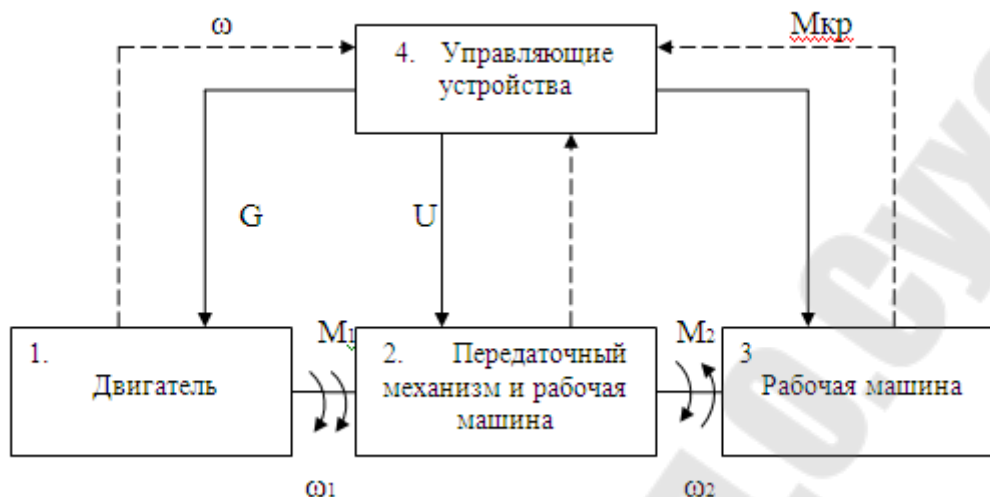 ω
Мкр
4. Управляющие
устройства
G
U
М1
М2
1.
Двигатель
2. Передаточный
механизм и рабочая
машина
3
Рабочая машина
ω1
ω2